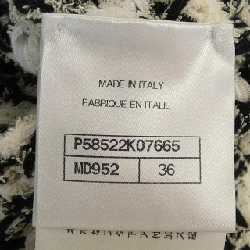 MADE IN ITALY
FABRIQUE EN ITALIE
P58522K07665
MD952 36